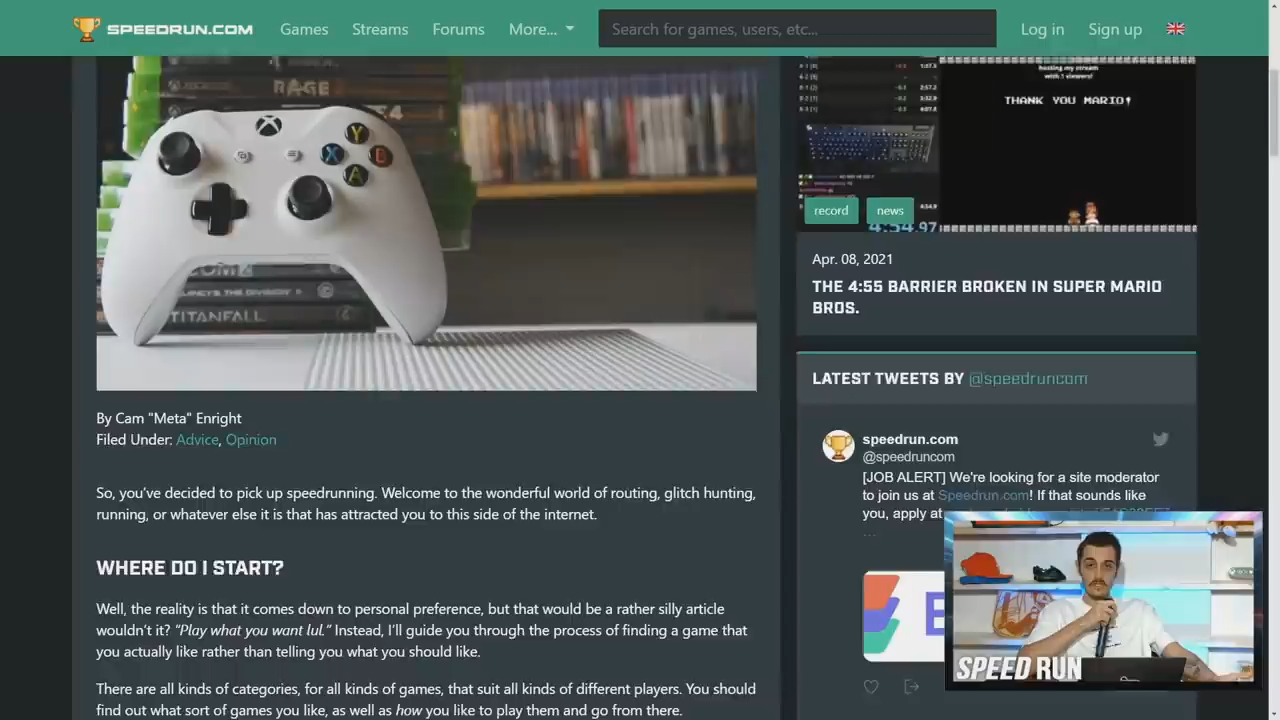 SPEEDRUN.COM
Games
Streams
Forums
More...
Search for games, users, etc...
Log in
Sign up
RAGE
X
Y
B
A
TITANFALL
hosting my stream
with 1 viewers!
THANK YOU MARIO!
record
news
4:54.97
Apr. 08, 2021
THE 4:55 BARRIER BROKEN IN SUPER MARIO
BROS.
LATEST TWEETS BY @speedruncom
speedrun.com
@speedruncom
[JOB ALERT] We're looking for a site moderator
to join us at Speedrun.com! If that sounds like
you, apply at
...
By Cam "Meta" Enright
Filed Under: Advice, Opinion
So, you've decided to pick up speedrunning. Welcome to the wonderful world of routing, glitch hunting,
running, or whatever else it is that has attracted you to this side of the internet.
WHERE DO I START?
Well, the reality is that it comes down to personal preference, but that would be a rather silly article
wouldn't it? "Play what you want lul." Instead, I'll guide you through the process of finding a game that
you actually like rather than telling you what you should like.
There are all kinds of categories, for all kinds of games, that suit all kinds of different players. You should
find out what sort of games you like, as well as how you like to play them and go from there.
SPEED RUN